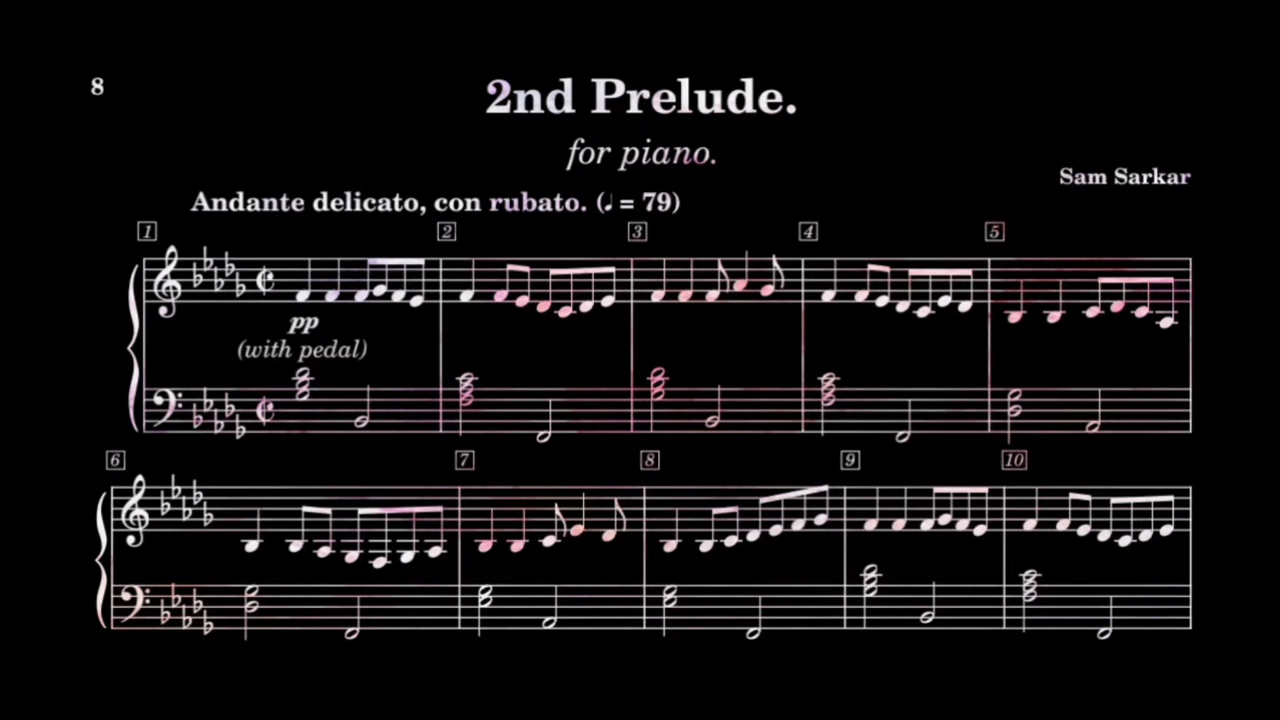 8
2nd Prelude.
for piano.
Sam Sarkar
Andante delicato, con rubato. (♩ = 79)
1 2 3 4 5
pp
(with pedal)
6 7 8 9 10